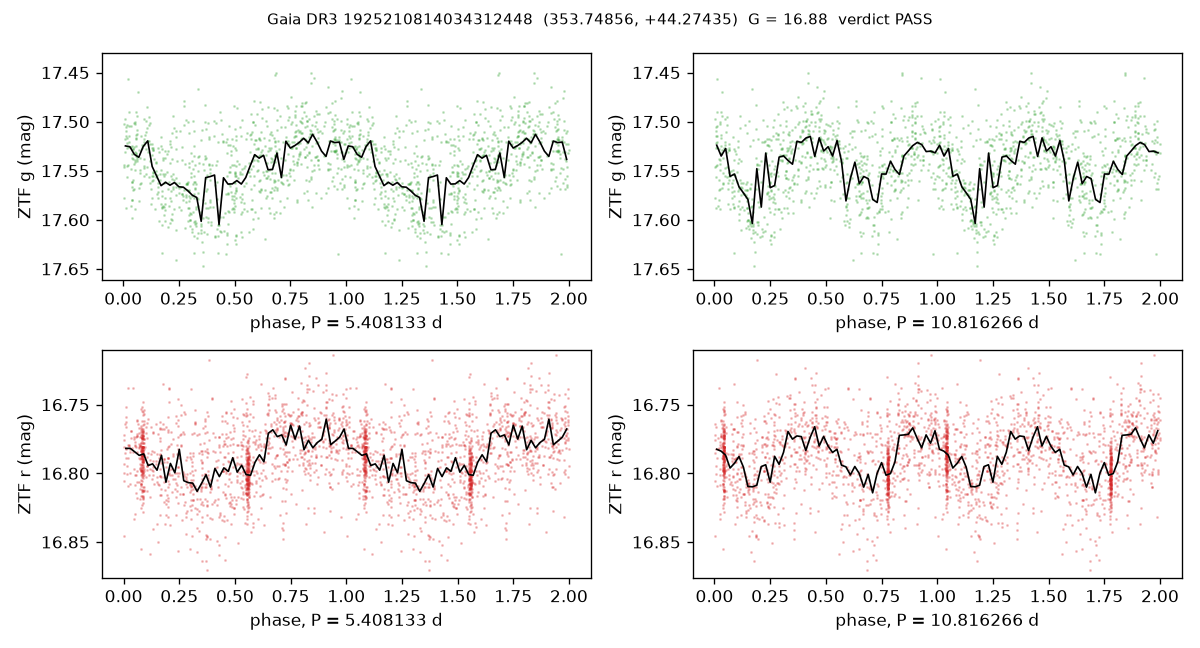 Gaia DR3 1925210814034312448 (353.74856, +44.27435) G = 16.88 verdict PASS
ZTF g (mag)
17.45
17.50
17.55
17.60
17.65
0.00 0.25 0.50 0.75 1.00 1.25 1.50 1.75 2.00
phase, P = 5.408133 d
ZTF g (mag)
17.45
17.50
17.55
17.60
17.65
0.00 0.25 0.50 0.75 1.00 1.25 1.50 1.75 2.00
phase, P = 10.816266 d
ZTF r (mag)
16.75
16.80
16.85
0.00 0.25 0.50 0.75 1.00 1.25 1.50 1.75 2.00
phase, P = 5.408133 d
ZTF r (mag)
16.75
16.80
16.85
0.00 0.25 0.50 0.75 1.00 1.25 1.50 1.75 2.00
phase, P = 10.816266 d